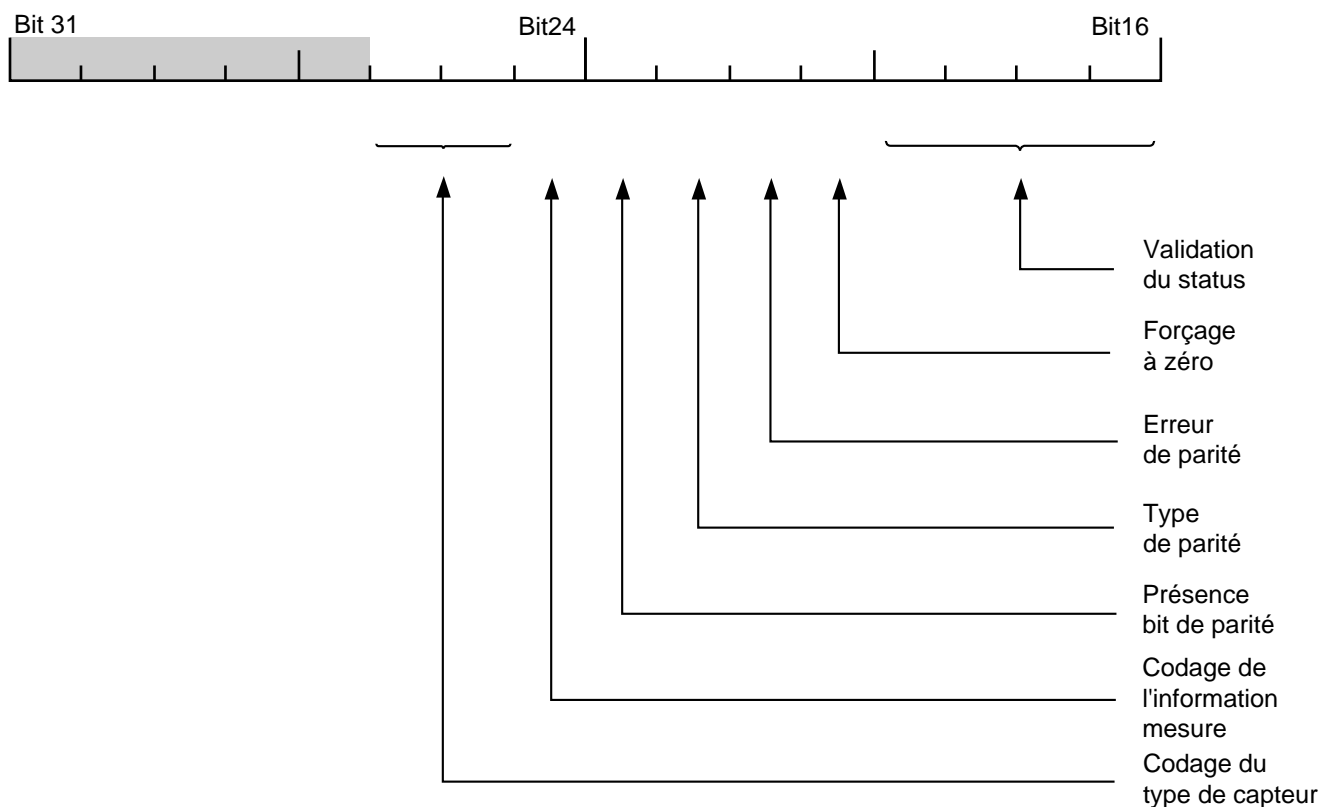 Bit 31
Bit24
Bit16
Validation
du status
Forçage
à zéro
Erreur
de parité
Type
de parité
Présence
bit de parité
Codage de
l'information
mesure
Codage du
type de capteur